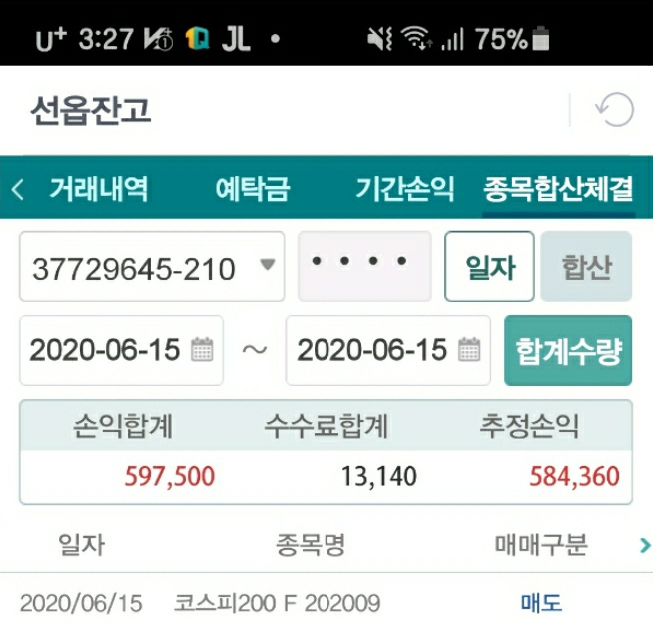 U+ 3:27 JL • 75%
선옵잔고
거래내역 예탁금 기간손익 종목합산체결
37729645-210 •••• 일자 합산
2020-06-15 ~ 2020-06-15 합계수량
손익합계 수수료합계 추정손익
597,500 13,140 584,360
일자 종목명 매매구분
2020/06/15 코스피200 F 202009 매도